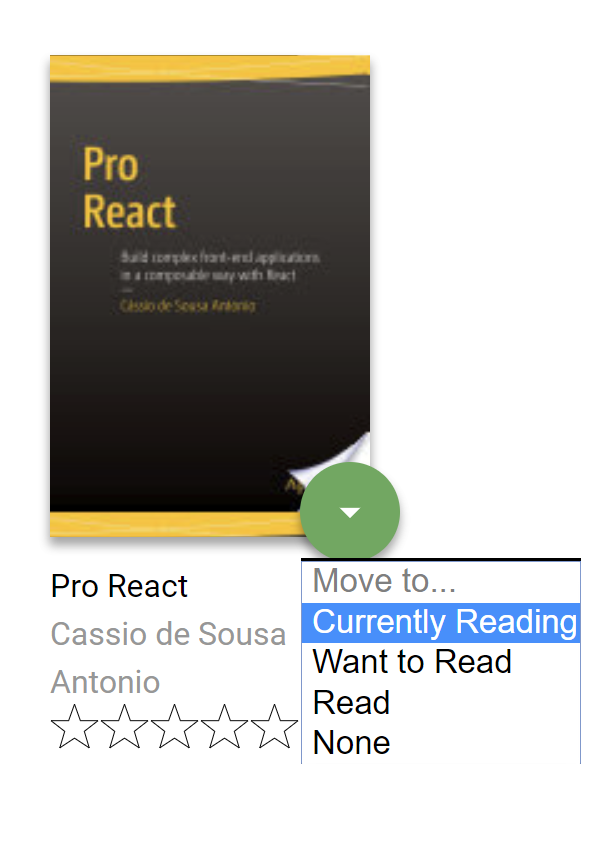 Pro
React
Build complex front-end applications
in a composable way with React
Cássio de Sousa Antonio
Pro React
Cassio de Sousa
Antonio
Move to...
Currently Reading
Want to Read
Read
None